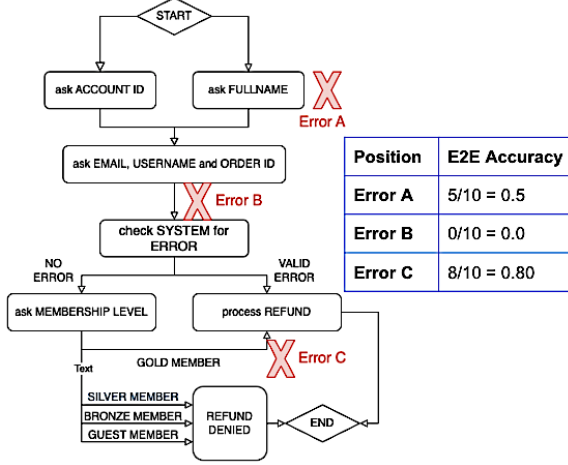 START
ask ACCOUNT ID
ask FULLNAME
Error A
ask EMAIL, USERNAME and ORDER ID
Error B
check SYSTEM for
ERROR
NO
ERROR
VALID
ERROR
ask MEMBERSHIP LEVEL
process REFUND
Error C
GOLD MEMBER
Text
SILVER MEMBER
BRONZE MEMBER
GUEST MEMBER
REFUND
DENIED
END
Position E2E Accuracy
Error A 5/10 = 0.5
Error B 0/10 = 0.0
Error C 8/10 = 0.80